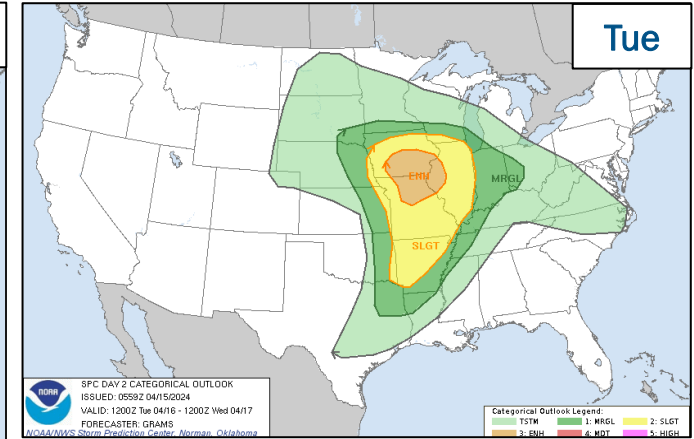 Tue
ENH
MRGL
SLGT
NOAA
SPC DAY 2 CATEGORICAL OUTLOOK
ISSUED: 0559Z 04/15/2024
VALID: 1200Z Tue 04/16 - 1200Z Wed 04/17
FORECASTER: GRAMS
NOAA/NWS Storm Prediction Center, Norman, Oklahoma
Categorical Outlook Legend:
TSTM 1: MRGL 2: SLGT
3: ENH 4: MDT 5: HIGH